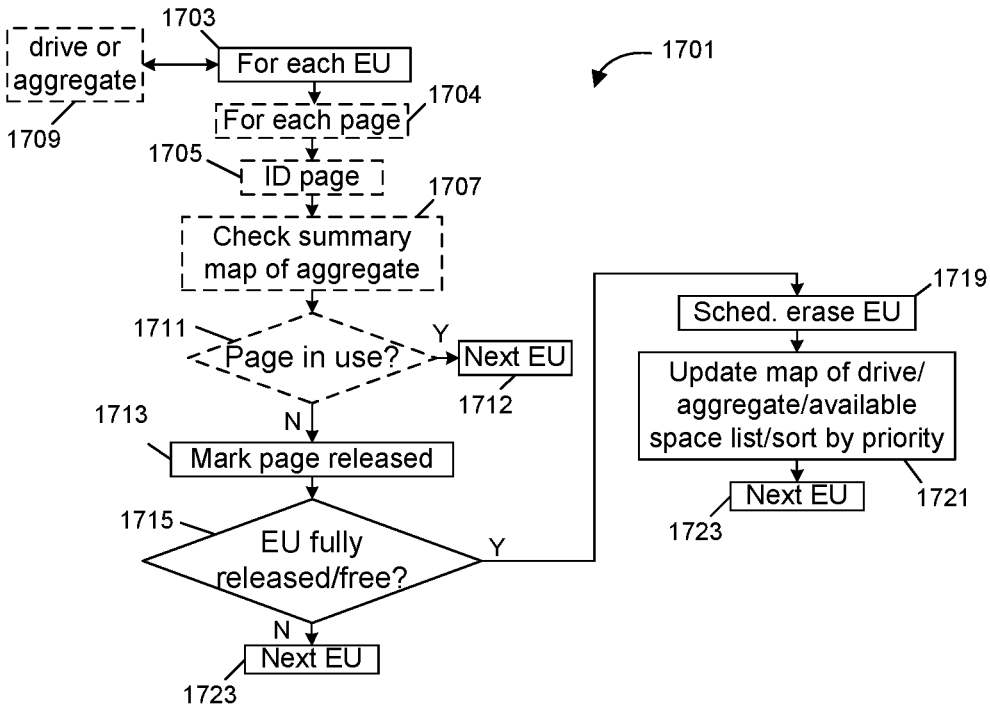 1703
drive or
aggregate
For each EU
1701
1709
For each page
1704
1705
ID page
1707
Check summary
map of aggregate
1711
Page in use?
Y
Next EU
1712
N
1713
Mark page released
1715
EU fully
released/free?
Y
N
Next EU
1723
1719
Sched. erase EU
Update map of drive/
aggregate/available
space list/sort by priority
1721
Next EU
1723